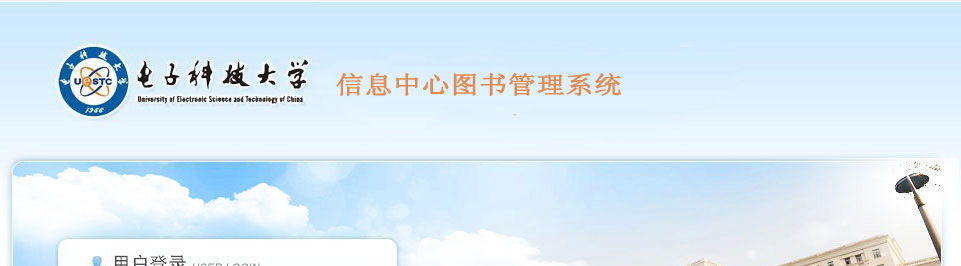 电子科技大学
University of Electronic Science and Technology of China
UESTC
1956
信息中心图书管理系统
用户登录 USER LOGIN